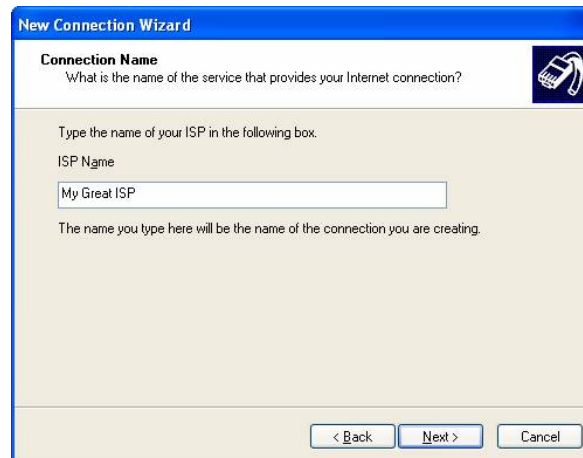 New Connection Wizard
Connection Name
What is the name of the service that provides your Internet connection?
Type the name of your ISP in the following box.
ISP Name
My Great ISP
The name you type here will be the name of the connection you are creating.
< Back Next > Cancel